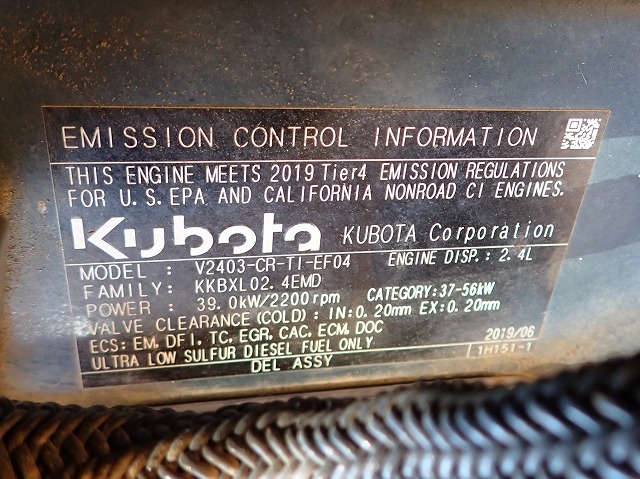 EMISSION CONTROL INFORMATION
THIS ENGINE MEETS 2019 Tier4 EMISSION REGULATIONS
FOR U.S. EPA AND CALIFORNIA NONROAD CI ENGINES.
Kubota KUBOTA Corporation
MODEL : V2403-CR-TI-EF04 ENGINE DISP.: 2.4L
FAMILY: KKBXL02.4EMD
POWER : 39.0kW/2200rpm CATEGORY:37-56kW
VALVE CLEARANCE(COLD): IN:0.20mm EX:0.20mm
ECS: EM, DFI, TC, EGR, CAC, ECM, DOC 2019/06
ULTRA LOW SULFUR DIESEL FUEL ONLY 1H151-1
DEL ASSY